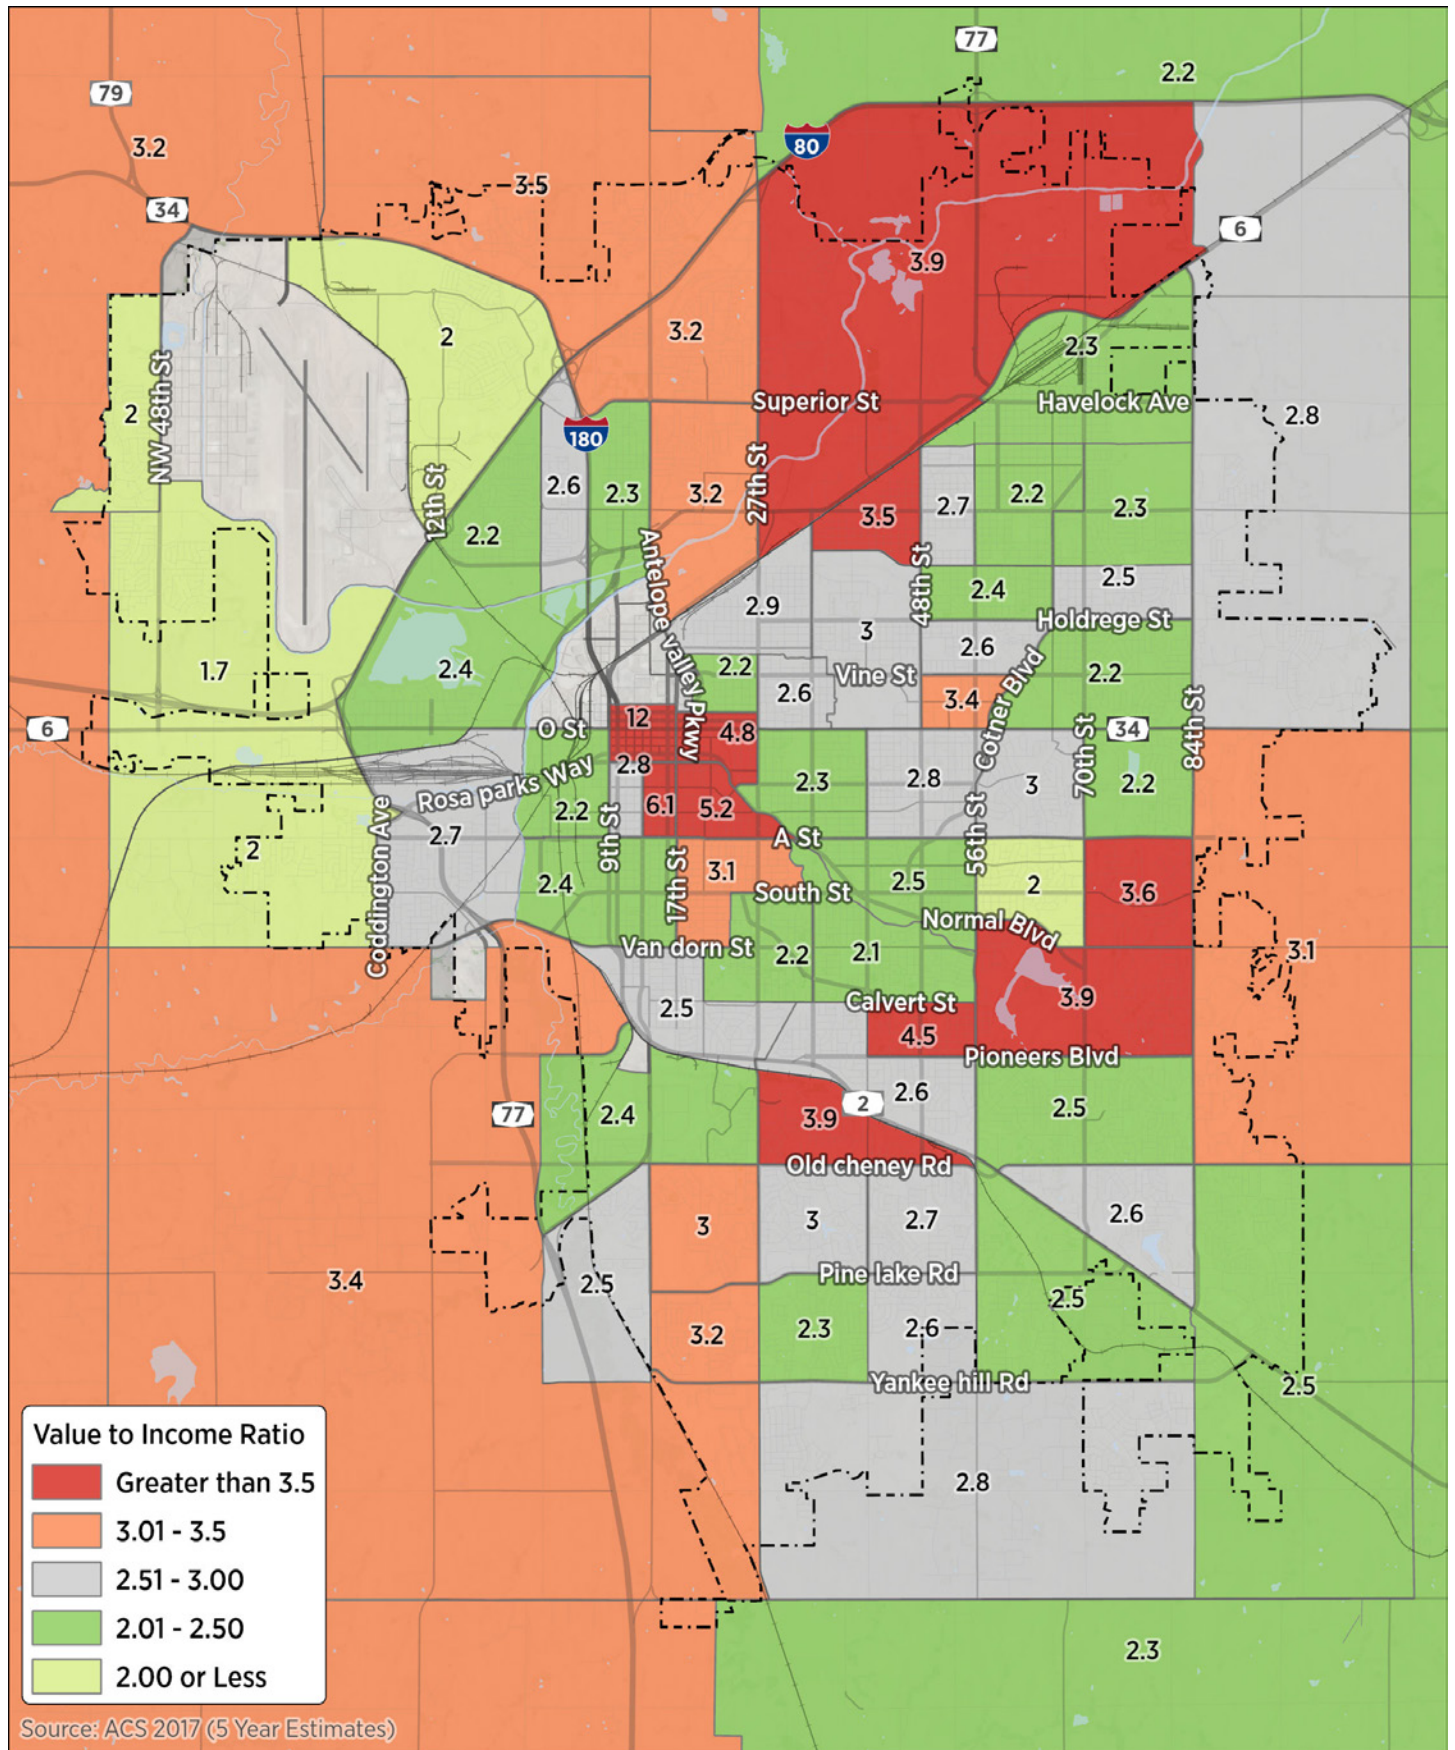 77
2.2
79
3.2
80
3.5
34
6
3.9
3.2
2
2.3
NW 48th St
2
Superior St
Havelock Ave
2.8
180
12th St
2.6
2.3
3.2
27th St
2.7
2.2
2.3
3.5
2.2
Antelope valley Pkwy
48th St
2.5
2.4
2.9
Holdrege St
3
2.6
1.7
2.4
2.2
Vine St
2.6
3.4
Cotner Blvd
2.2
84th St
12
6
O St
4.8
34
70th St
2.8
Rosa parks Way
2.3
2.8
3
2.2
2.2
6.1
5.2
56th St
Coddington Ave
2.7
9th St
A St
2
3.1
17th St
2.4
South St
2.5
2
3.6
Normal Blvd
Van dorn St
2.2
2.1
3.1
3.9
Calvert St
2.5
4.5
Pioneers Blvd
2.6
2
77
2.4
3.9
2.5
Old cheney Rd
3
3
2.7
2.6
Pine lake Rd
3.4
2.5
2.5
3.2
2.3
2.6
Yankee hill Rd
2.5
2.8
2.3
Value to Income Ratio
Greater than 3.5
3.01 - 3.5
2.51 - 3.00
2.01 - 2.50
2.00 or Less
Source: ACS 2017 (5 Year Estimates)